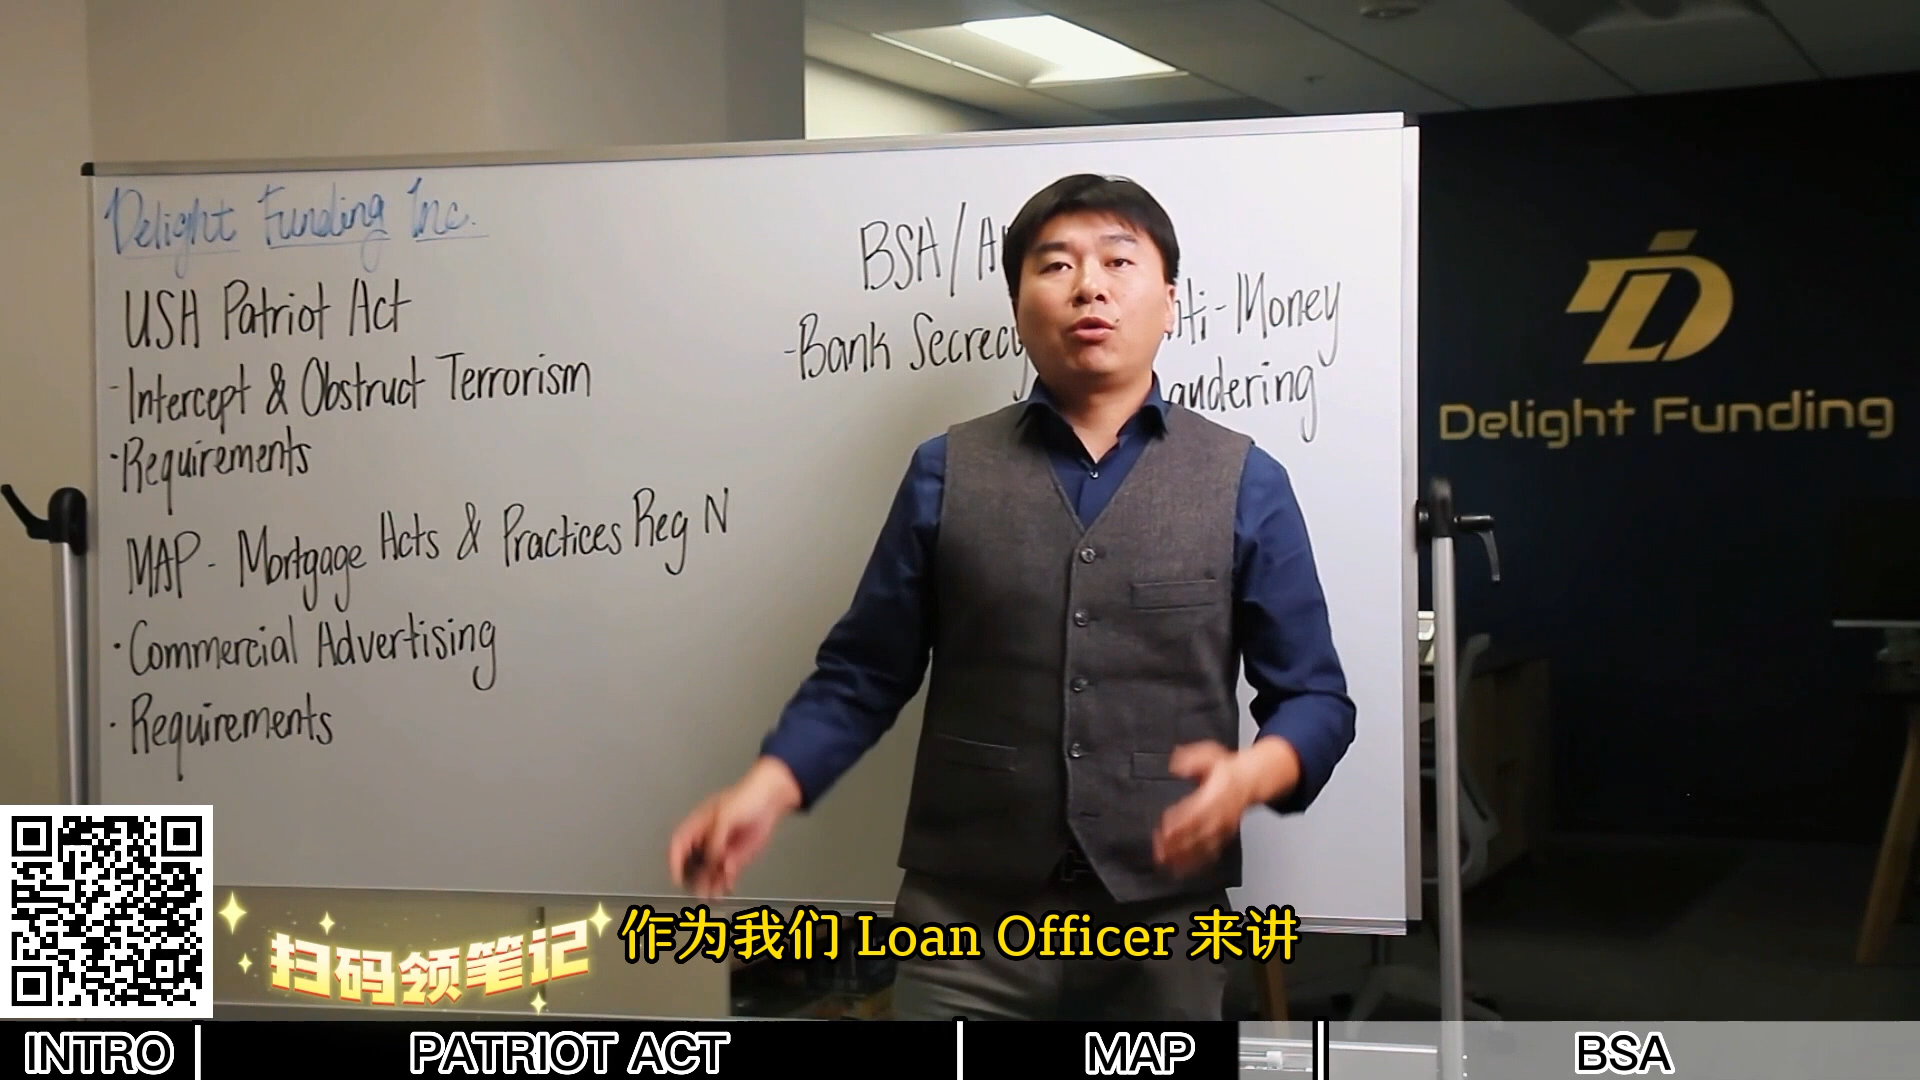 Delight Funding Inc.
USA Patriot Act
-Intercept & Obstruct Terrorism
·Requirements
MAP - Mortgage Acts & Practices Reg N
·Commercial Advertising
·Requirements
BSA/A
-Bank Secrecy
nti-Money
aundering
Delight Funding
扫码领笔记
作为我们 Loan Officer 来讲
INTRO
PATRIOT ACT
MAP
BSA